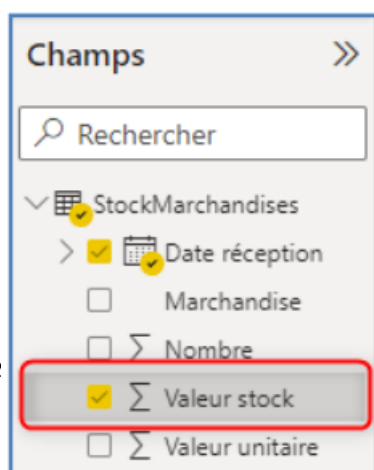 Champs
Rechercher
StockMarchandises
Date réception
Marchandise
∑ Nombre
∑ Valeur stock
∑ Valeur unitaire